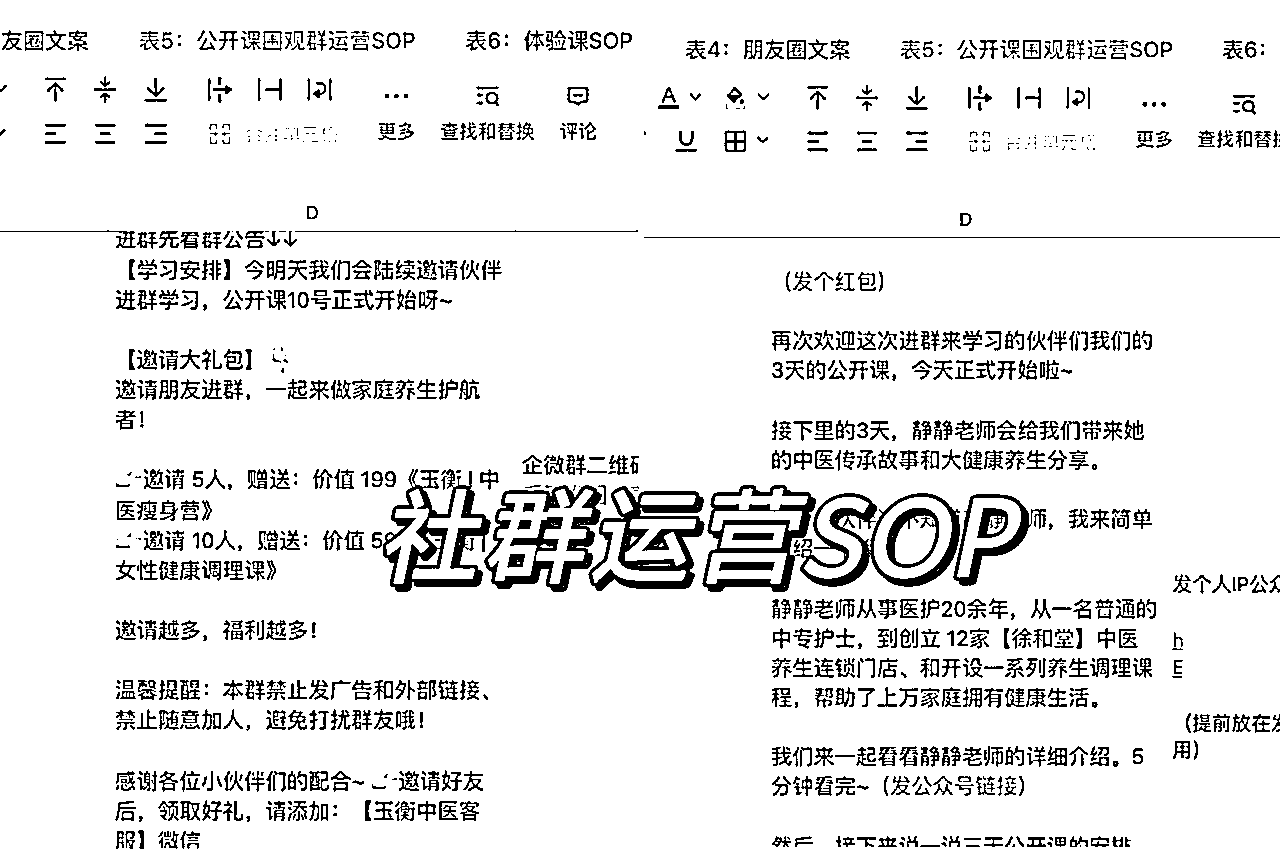 友圈文案 表5：公开课围观群运营SOP 表6：体验课SOP
更多 查找和替换 评论
D
进群先看群公告↓↓
【学习安排】今明天我们会陆续邀请伙伴
进群学习，公开课10号正式开始呀~
【邀请大礼包】
邀请朋友进群，一起来做家庭养生护航
者！
邀请 5人，赠送：价值 199《玉衡丨中
医瘦身营》
邀请 10人，赠送：价值
女性健康调理课》
邀请越多，福利越多！
温馨提醒：本群禁止发广告和外部链接、
禁止随意加人，避免打扰群友哦！
感谢各位小伙伴们的配合~ 邀请好友
后，领取好礼，请添加：【玉衡中医客
服】微信
企微群二维码
社群运营SOP
表4：朋友圈文案 表5：公开课围观群运营SOP 表6：
更多 查找和替换
D
（发个红包）
再次欢迎这次进群来学习的伙伴们我们的
3天的公开课，今天正式开始啦~
接下里的3天，静静老师会给我们带来她
的中医传承故事和大健康养生分享。
师，我来简单
绍一
静静老师从事医护20余年，从一名普通的
中专护士，到创立 12家【徐和堂】中医
养生连锁门店、和开设一系列养生调理课
程，帮助了上万家庭拥有健康生活。
我们来一起看看静静老师的详细介绍。5
分钟看完~（发公众号链接）
然后，接下来说一说三天公开课的安排
发个人IP公众
h
E
（提前放在发
用）